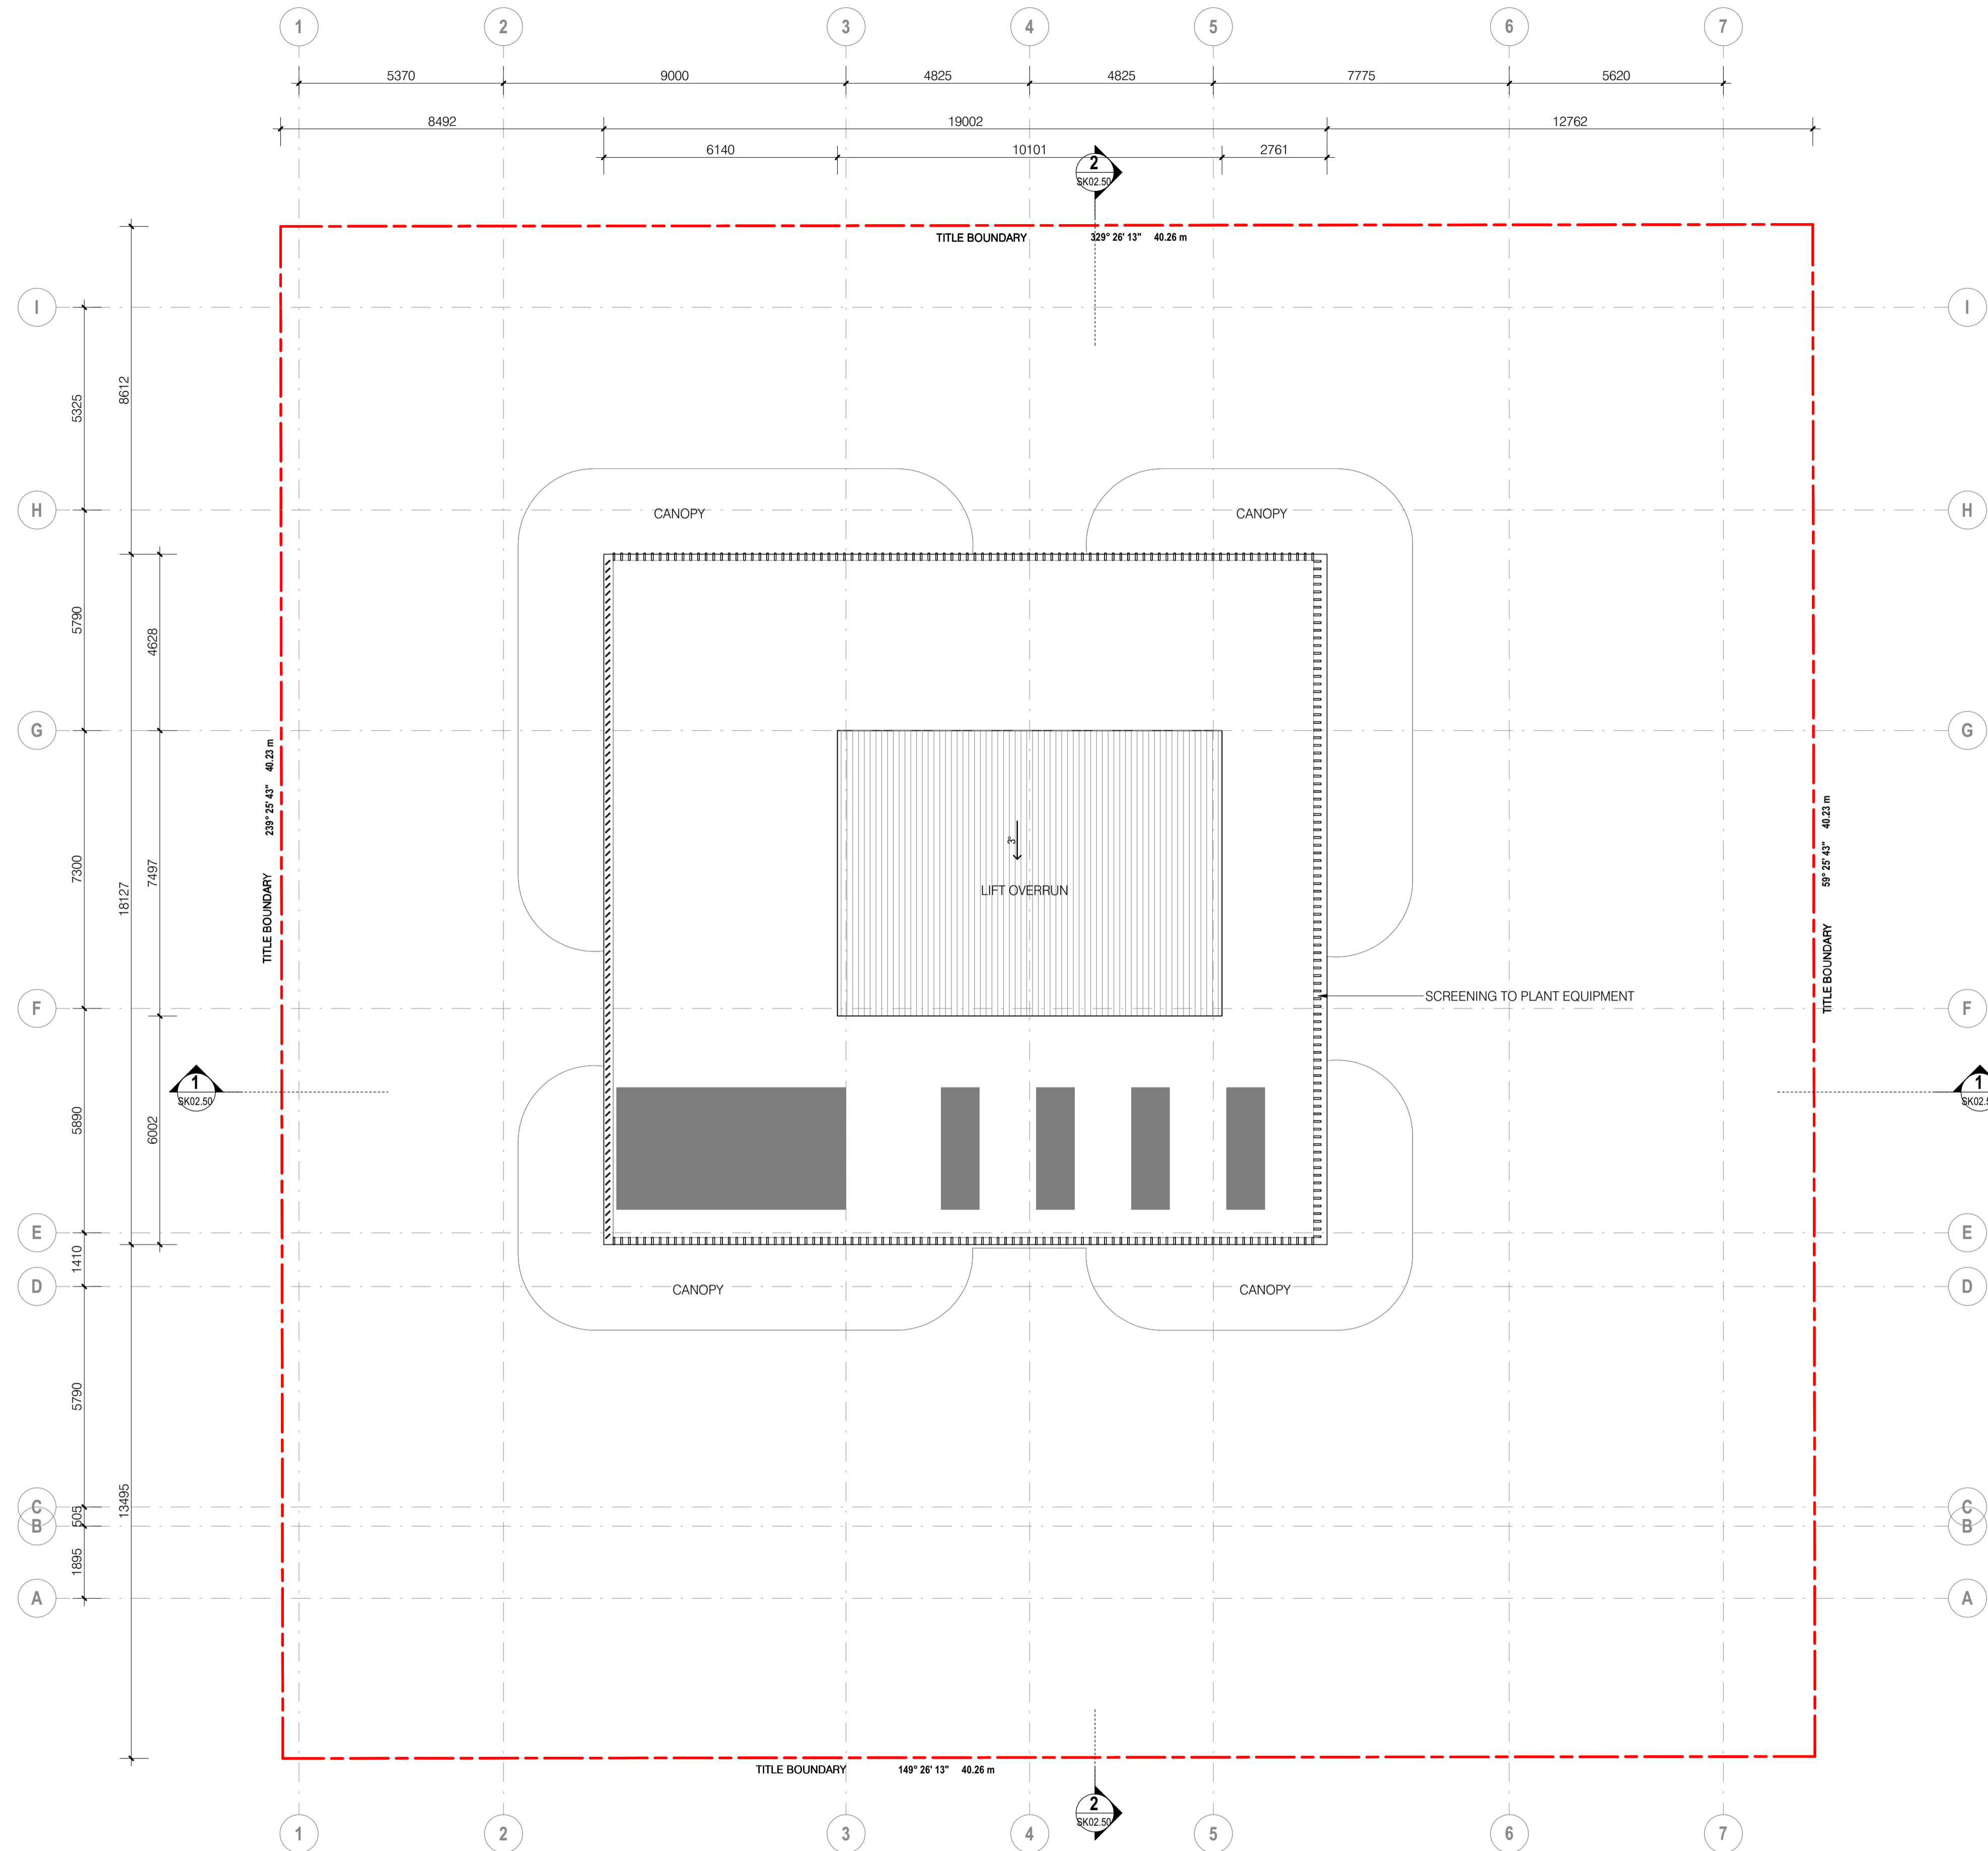 1 2 3 4 5 6 7
5370 9000 4825 4825 7775 5620
8492 19002 12762
6140 10101 2761
2
SK02.50
TITLE BOUNDARY 329° 26' 13" 40.26 m
I I
8612
5325
H H
CANOPY CANOPY
5790
4628
G G
239° 25' 43" 40.23 m
TITLE BOUNDARY
59° 25' 43" 40.23 m
TITLE BOUNDARY
7300
18127
7497
3°
LIFT OVERRUN
SCREENING TO PLANT EQUIPMENT
F F
1
SK02.50
1
5890
6002
E E
1410
D D
CANOPY CANOPY
5790
13495
C C
505
B B
1895
A A
TITLE BOUNDARY 149° 26' 13" 40.26 m
2
SK02.50
1 2 3 4 5 6 7